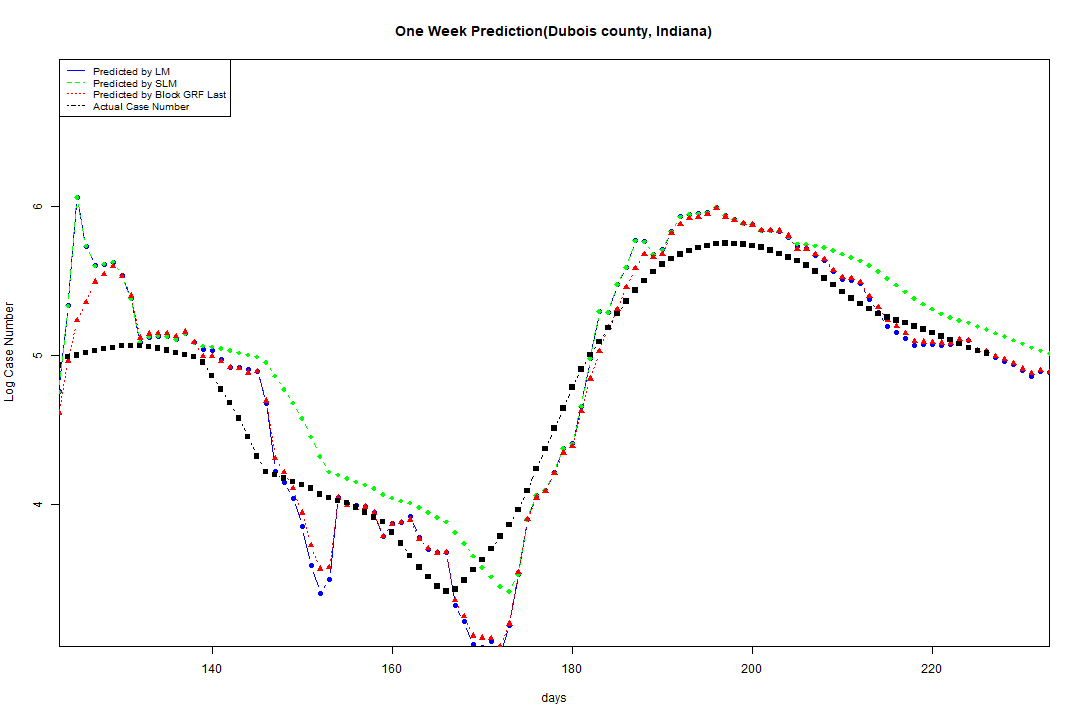 One Week Prediction(Dubois county, Indiana)
Predicted by LM
Predicted by SLM
Predicted by Block GRF Last
Actual Case Number
6
5
4
Log Case Number
140 160 180 200 220
days